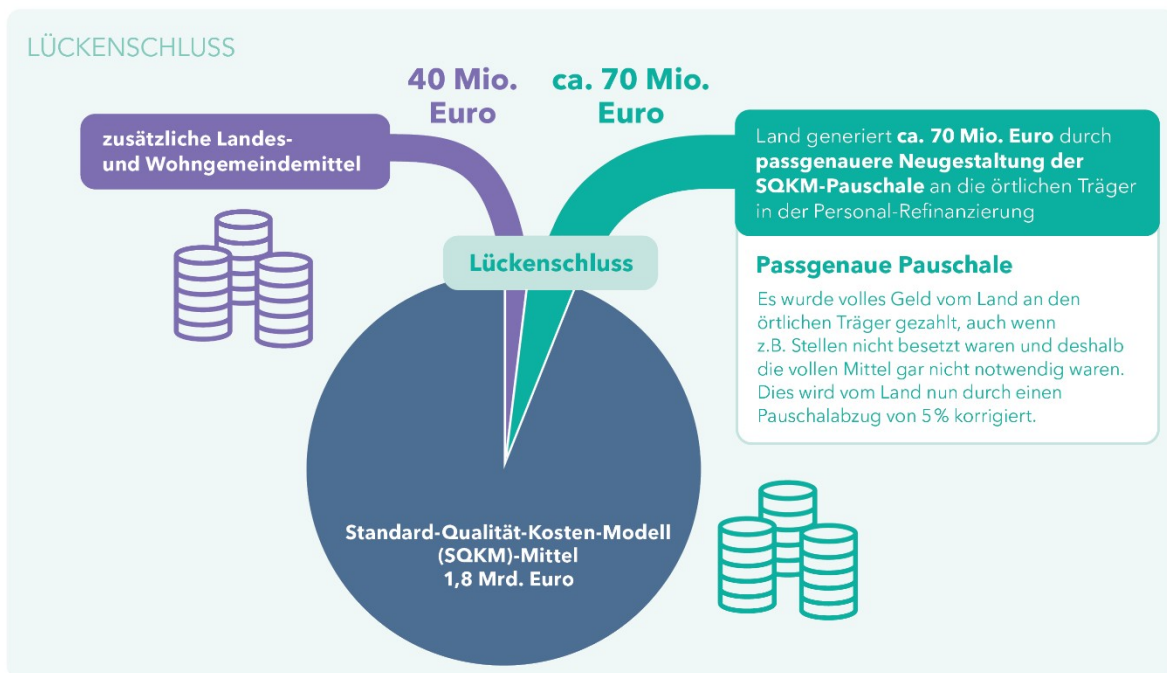 LÜCKENSCHLUSS
40 Mio.
Euro
ca. 70 Mio.
Euro
zusätzliche Landes-
und Wohngemeindemittel
Land generiert ca. 70 Mio. Euro durch
passgenauere Neugestaltung der
SQKM-Pauschale an die örtlichen Träger
in der Personal-Refinanzierung
Lückenschluss
Passgenaue Pauschale
Es wurde volles Geld vom Land an den
örtlichen Träger gezahlt, auch wenn
z.B. Stellen nicht besetzt waren und deshalb
die vollen Mittel gar nicht notwendig waren.
Dies wird vom Land nun durch einen
Pauschalabzug von 5 % korrigiert.
Standard-Qualität-Kosten-Modell
(SQKM)-Mittel
1,8 Mrd. Euro